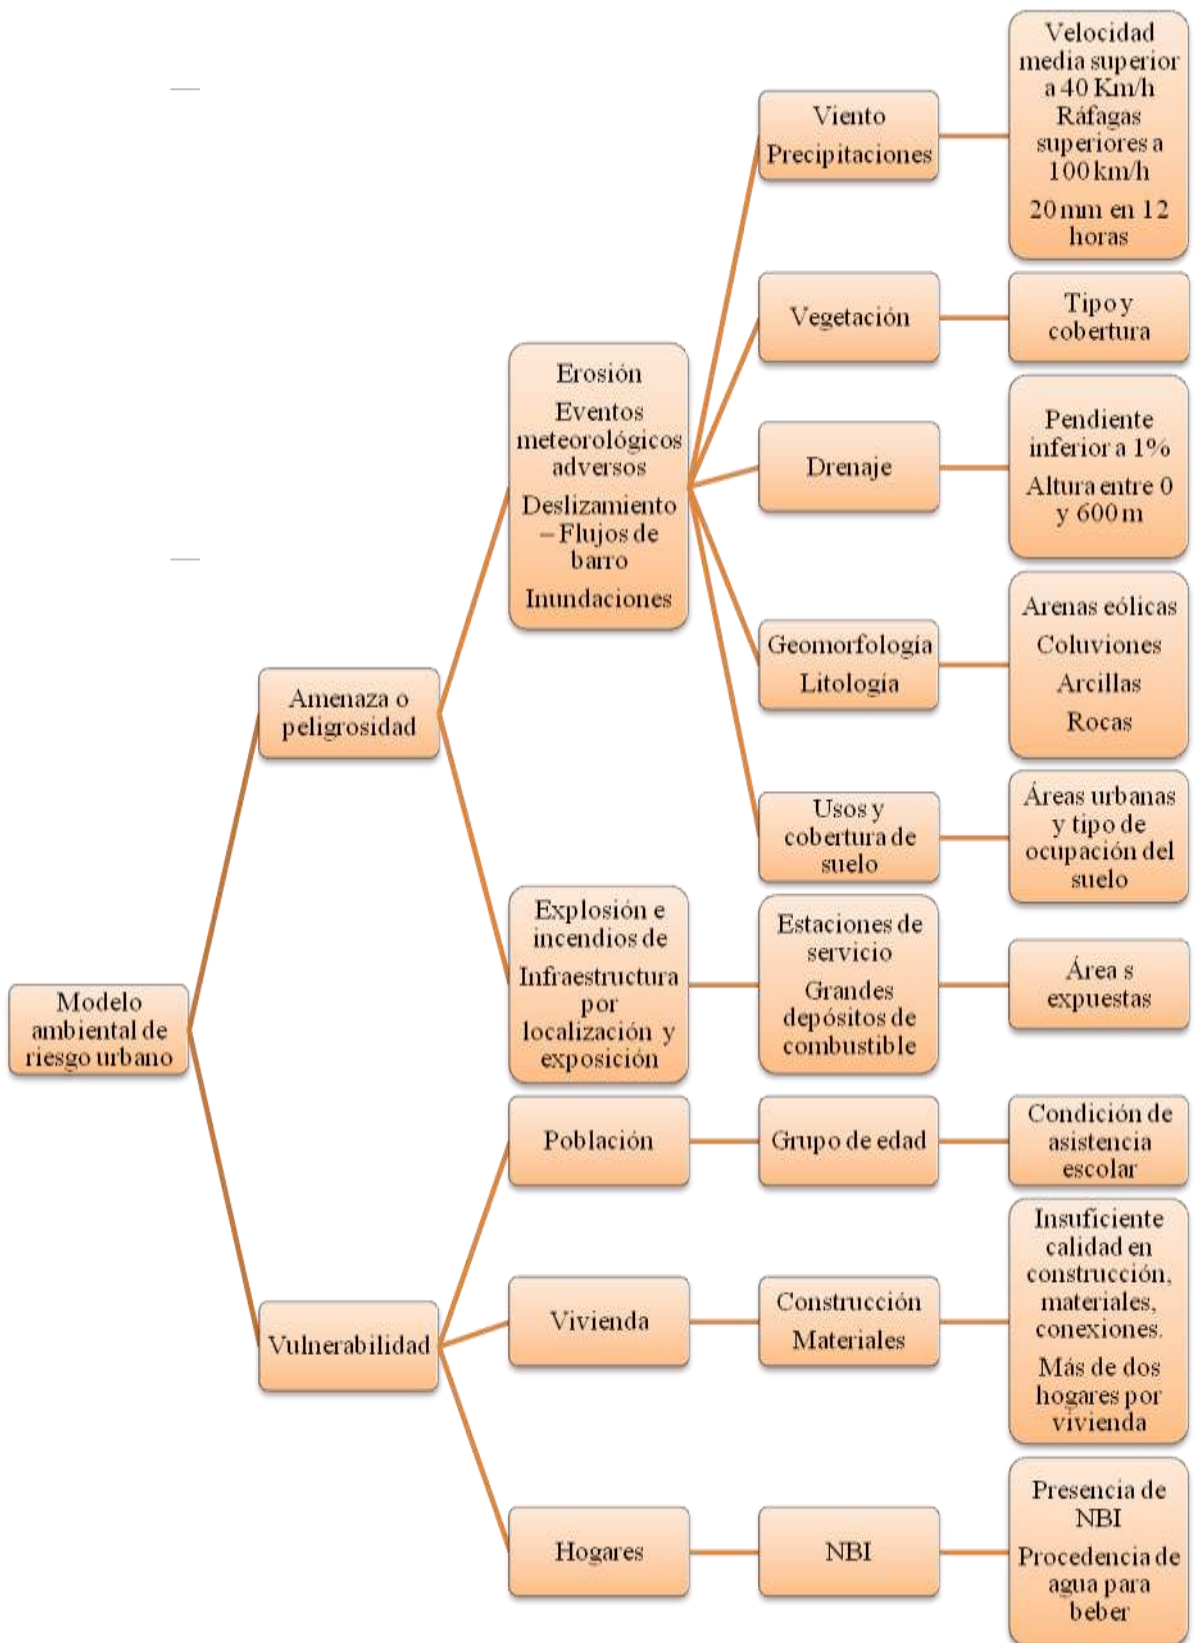 Velocidad
media superior
a 40 Km/h
Ráfagas
superiores a
100 km/h
20 mm en 12
horas
Viento
Precipitaciones
Vegetación
Tipo y
cobertura
Erosión
Eventos
meteorológicos
adversos
Deslizamiento
– Flujos de
barro
Inundaciones
Drenaje
Pendiente
inferior a 1%
Altura entre 0
y 600 m
Geomorfología
Litología
Arenas eólicas
Coluviones
Arcillas
Rocas
Amenaza o
peligrosidad
Usos y
cobertura de
suelo
Áreas urbanas
y tipo de
ocupación del
suelo
Explosión e
incendios de
Infraestructura
por
localización y
exposición
Estaciones de
servicio
Grandes
depósitos de
combustible
Área s
expuestas
Modelo
ambiental de
riesgo urbano
Población
Grupo de edad
Condición de
asistencia
escolar
Vulnerabilidad
Vivienda
Construcción
Materiales
Insuficiente
calidad en
construcción,
materiales,
conexiones.
Más de dos
hogares por
vivienda
Hogares
NBI
Presencia de
NBI
Procedencia de
agua para
beber